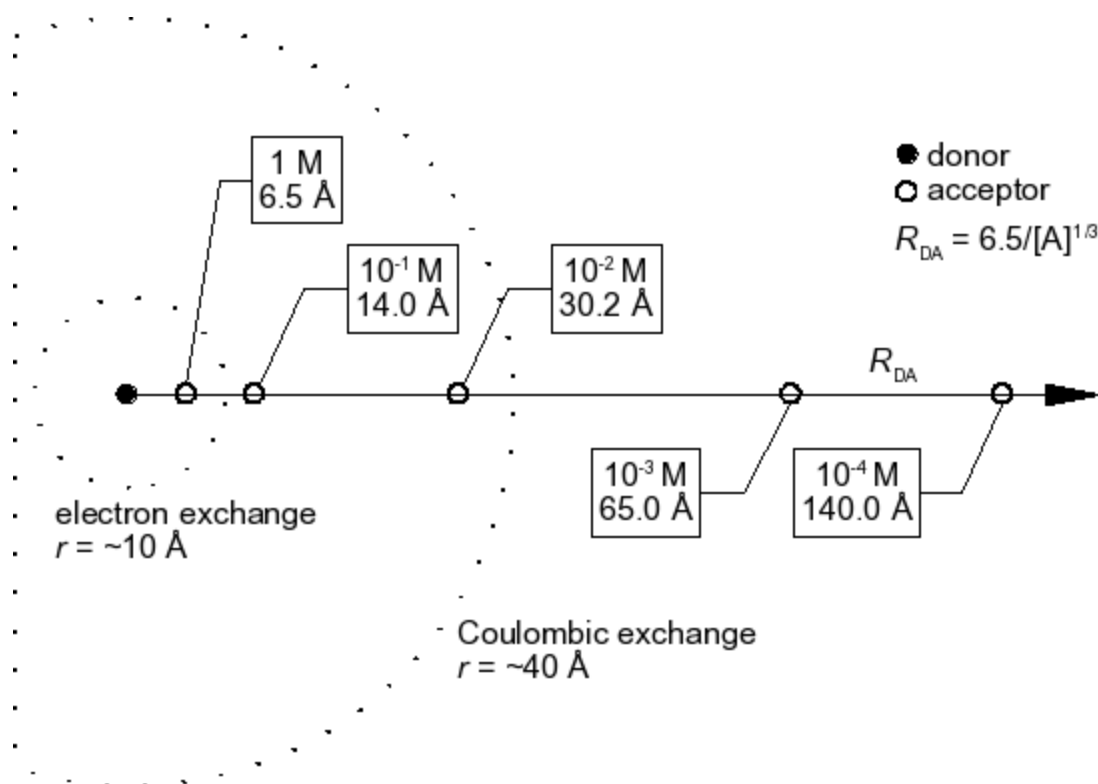 1 M
6.5 Å
donor
acceptor
R_DA = 6.5/[A]^1/3
10^-1 M
14.0 Å
10^-2 M
30.2 Å
R_DA
10^-3 M
65.0 Å
10^-4 M
140.0 Å
electron exchange
r = ~10 Å
Coulombic exchange
r = ~40 Å